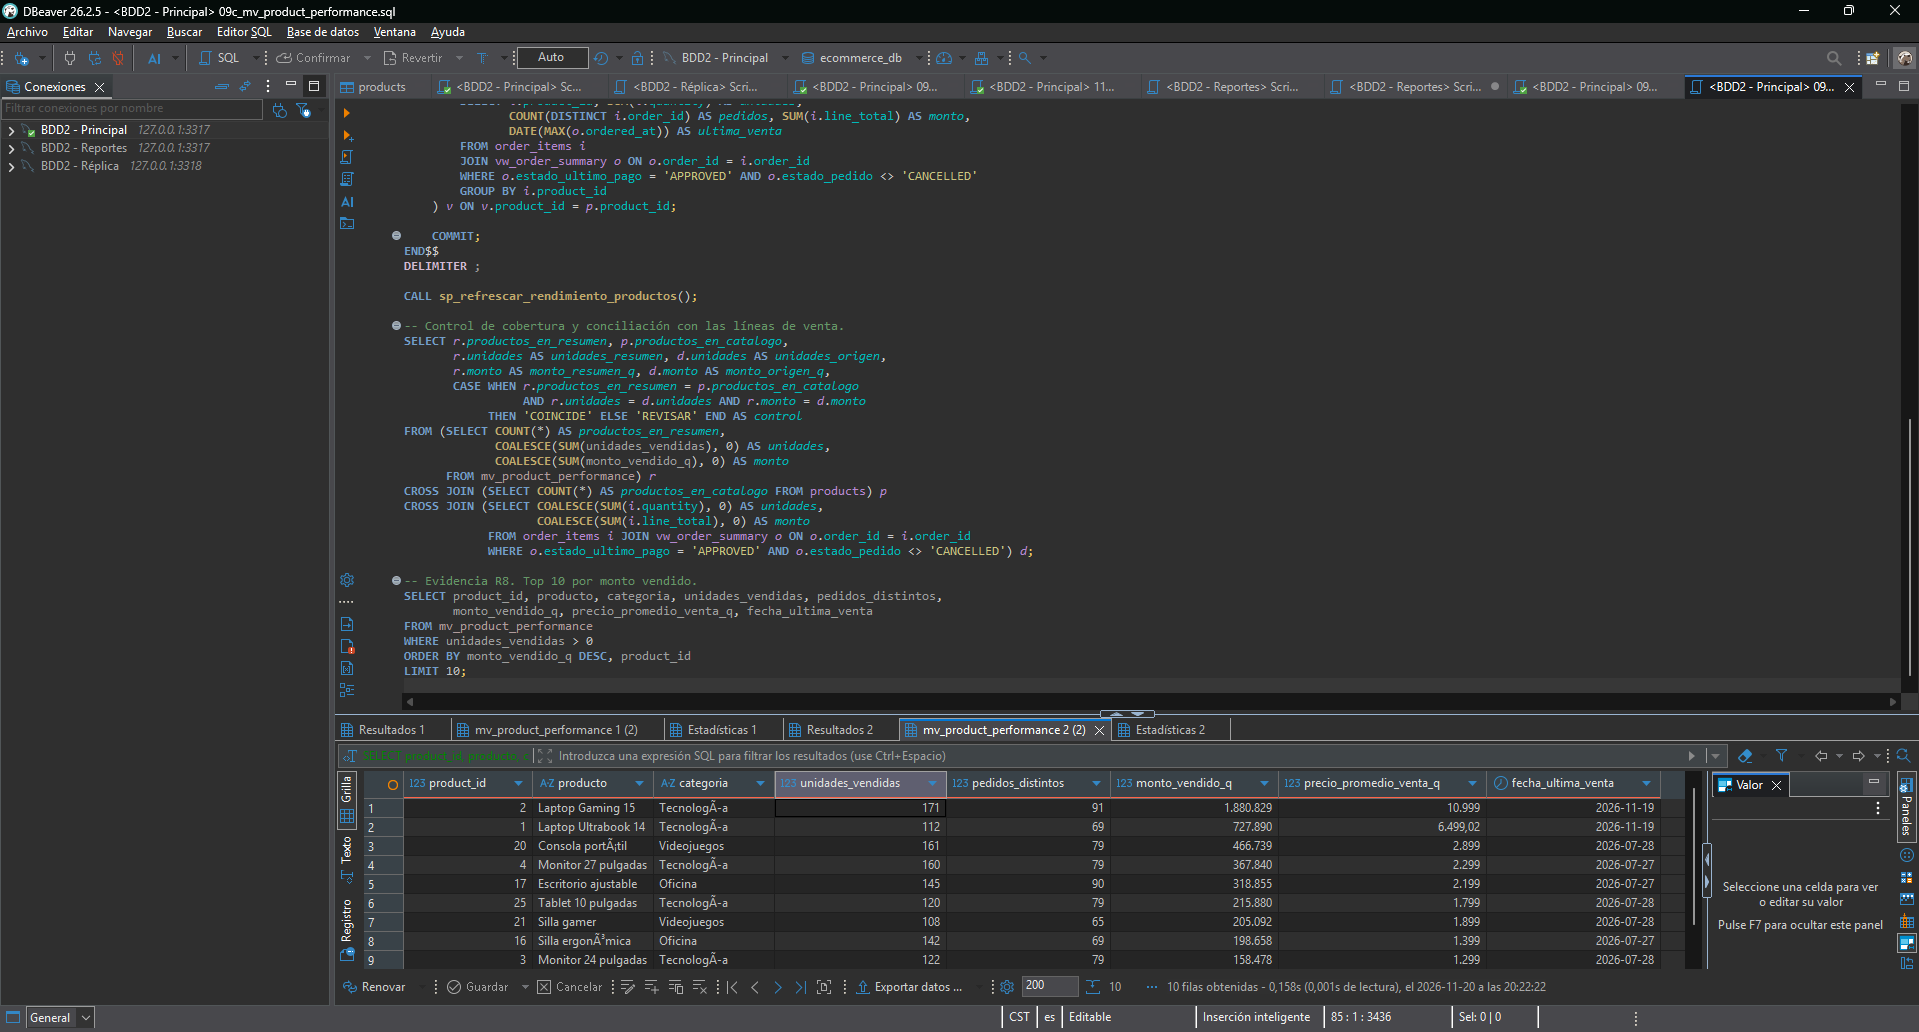 DBeaver 26.2.5 - <BDD2 - Principal> 09c_mv_product_performance.sql
Archivo Editar Navegar Buscar Editor SQL Base de datos Ventana Ayuda
AI SQL Confirmar Revertir T Auto BDD2 - Principal ecommerce_db
Conexiones
products <BDD2 - Principal> Sc... <BDD2 - Réplica> Scri... <BDD2 - Principal> 09... <BDD2 - Principal> 11... <BDD2 - Reportes> Scri... <BDD2 - Reportes> Scri... <BDD2 - Principal> 09... <BDD2 - Principal> 09...
Filtrar conexiones por nombre
BDD2 - Principal 127.0.0.1:3317
BDD2 - Reportes 127.0.0.1:3317
BDD2 - Réplica 127.0.0.1:3318
AI
COUNT(DISTINCT i.order_id) AS pedidos, SUM(i.line_total) AS monto,
DATE(MAX(o.ordered_at)) AS ultima_venta
FROM order_items i
JOIN vw_order_summary o ON o.order_id = i.order_id
WHERE o.estado_ultimo_pago = 'APPROVED' AND o.estado_pedido <> 'CANCELLED'
GROUP BY i.product_id
) v ON v.product_id = p.product_id;
COMMIT;
END$$
DELIMITER ;
CALL sp_refrescar_rendimiento_productos();
-- Control de cobertura y conciliación con las líneas de venta.
SELECT r.productos_en_resumen, p.productos_en_catalogo,
r.unidades AS unidades_resumen, d.unidades AS unidades_origen,
r.monto AS monto_resumen_q, d.monto AS monto_origen_q,
CASE WHEN r.productos_en_resumen = p.productos_en_catalogo
AND r.unidades = d.unidades AND r.monto = d.monto
THEN 'COINCIDE' ELSE 'REVISAR' END AS control
FROM (SELECT COUNT(*) AS productos_en_resumen,
COALESCE(SUM(unidades_vendidas), 0) AS unidades,
COALESCE(SUM(monto_vendido_q), 0) AS monto
FROM mv_product_performance) r
CROSS JOIN (SELECT COUNT(*) AS productos_en_catalogo FROM products) p
CROSS JOIN (SELECT COALESCE(SUM(i.quantity), 0) AS unidades,
COALESCE(SUM(i.line_total), 0) AS monto
FROM order_items i JOIN vw_order_summary o ON o.order_id = i.order_id
WHERE o.estado_ultimo_pago = 'APPROVED' AND o.estado_pedido <> 'CANCELLED') d;
-- Evidencia R8. Top 10 por monto vendido.
SELECT product_id, producto, categoria, unidades_vendidas, pedidos_distintos,
monto_vendido_q, precio_promedio_venta_q, fecha_ultima_venta
FROM mv_product_performance
WHERE unidades_vendidas > 0
ORDER BY monto_vendido_q DESC, product_id
LIMIT 10;
Resultados 1 mv_product_performance 1 (2) Estadísticas 1 Resultados 2 mv_product_performance 2 (2) Estadísticas 2
SELECT product_id, producto, c Introduzca una expresión SQL para filtrar los resultados (use Ctrl+Espacio)
Grilla
Texto
Registro
123 product_id A-Z producto A-Z categoria 123 unidades_vendidas 123 pedidos_distintos 123 monto_vendido_q 123 precio_promedio_venta_q fecha_ultima_venta
1 2 Laptop Gaming 15 TecnologÃ-a 171 91 1.880.829 10.999 2026-11-19
2 1 Laptop Ultrabook 14 TecnologÃ-a 112 69 727.890 6.499,02 2026-11-19
3 20 Consola portÃ¡til Videojuegos 161 79 466.739 2.899 2026-07-28
4 4 Monitor 27 pulgadas TecnologÃ-a 160 79 367.840 2.299 2026-07-27
5 17 Escritorio ajustable Oficina 145 90 318.855 2.199 2026-07-27
6 25 Tablet 10 pulgadas TecnologÃ-a 120 79 215.880 1.799 2026-07-28
7 21 Silla gamer Videojuegos 108 65 205.092 1.899 2026-07-28
8 16 Silla ergonÃ³mica Oficina 142 69 198.658 1.399 2026-07-27
9 3 Monitor 24 pulgadas TecnologÃ-a 122 79 158.478 1.299 2026-07-28
Valor
Seleccione una celda para ver
o editar su valor
Pulse F7 para ocultar este panel
Paneles
Renovar Guardar Cancelar Exportar datos ... 200 10 10 filas obtenidas - 0,158s (0,001s de lectura), el 2026-11-20 a las 20:22:22
General
CST es Editable Inserción inteligente 85 : 1 : 3436 Sel: 0 | 0